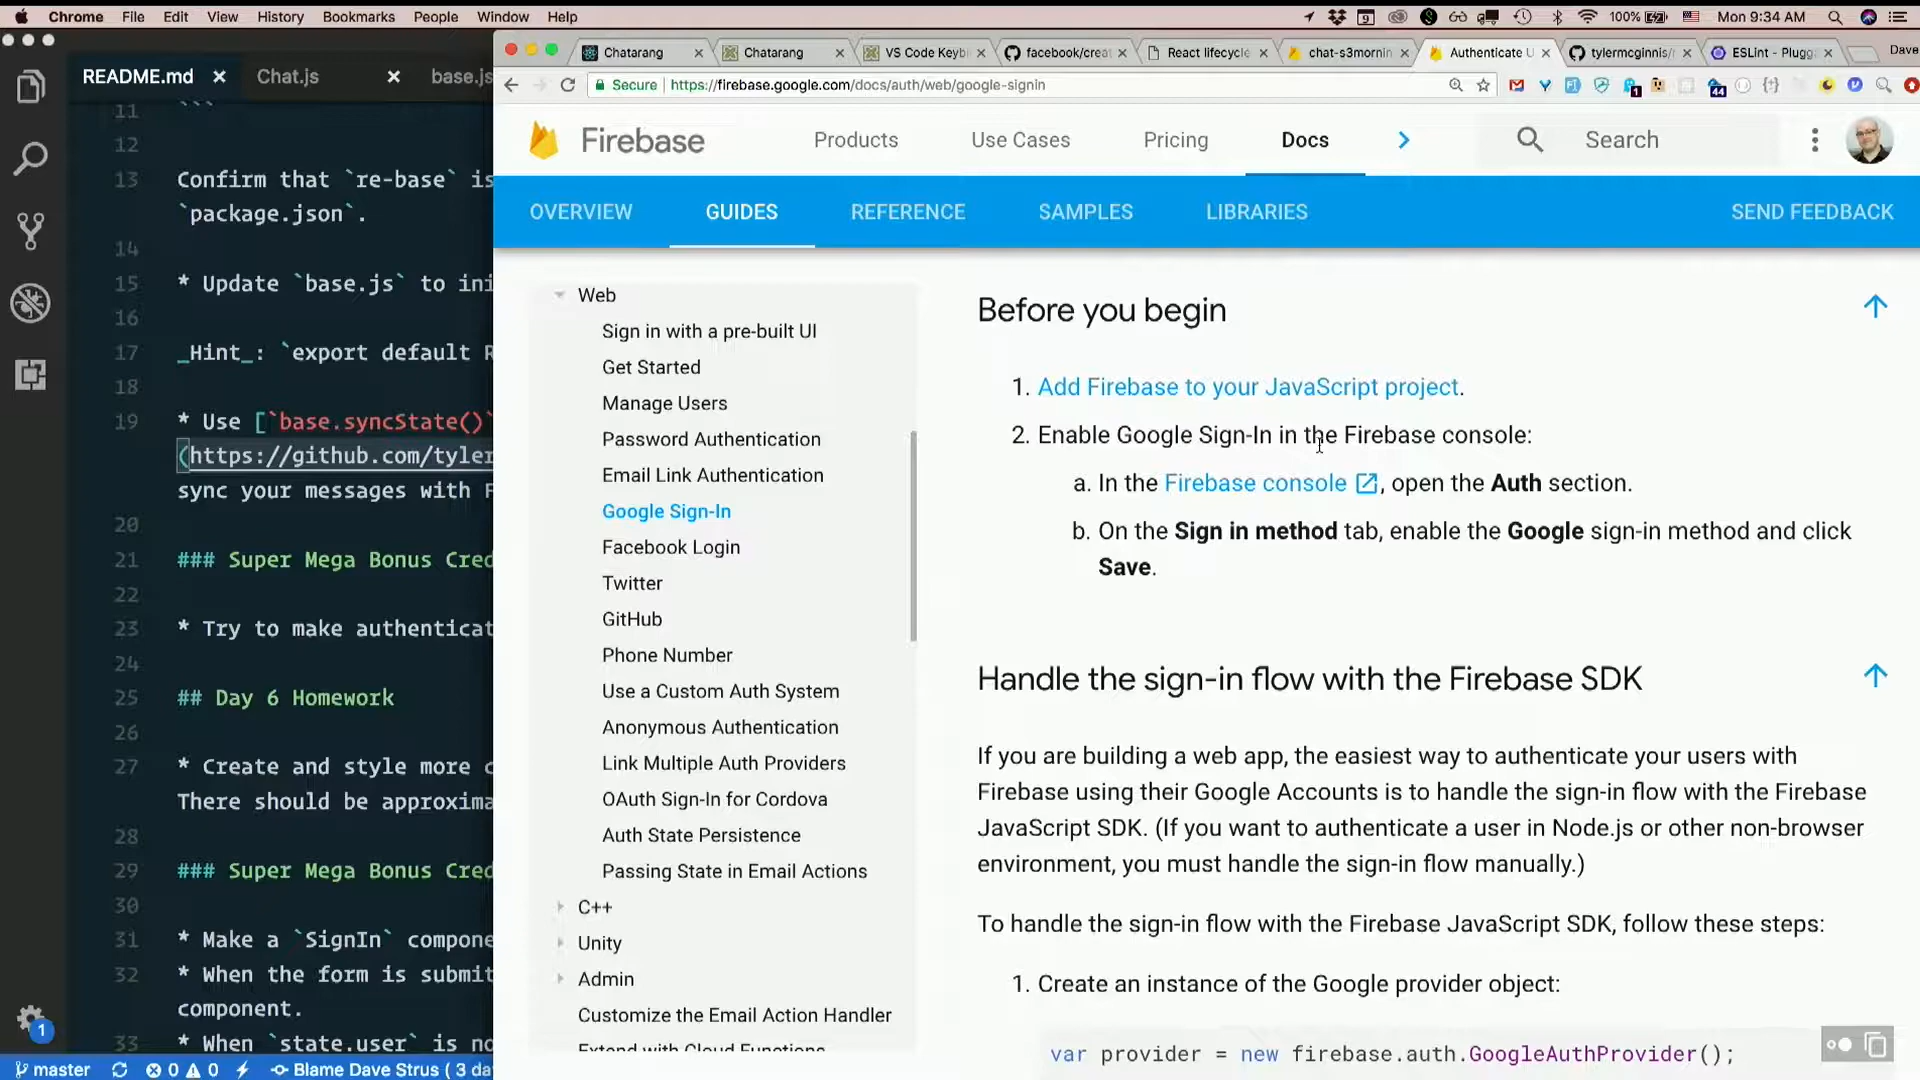 Chrome File Edit View History Bookmarks People Window Help 9 100% Mon 9:34 AM
README.md Chat.js base.js
11 ```
12
13 Confirm that `re-base` is
`package.json`.
14
15 * Update `base.js` to ini
16
17 _Hint_: `export default R
18
19 * Use [`base.syncState()`
(https://github.com/tyler
sync your messages with F
20
21 ### Super Mega Bonus Cred
22
23 * Try to make authenticat
24
25 ## Day 6 Homework
26
27 * Create and style more c
There should be approxima
28
29 ### Super Mega Bonus Cred
30
31 * Make a `SignIn` compone
32 * When the form is submit
component.
33 * When `state.user` is no
1
master 0 0 Blame Dave Strus ( 3 da
Chatarang Chatarang VS Code Keyb facebook/creat React lifecycle chat-s3mornin Authenticate U tylermcginnis/ ESLint - Plugga Dave
Secure https://firebase.google.com/docs/auth/web/google-signin 1 44
Firebase Products Use Cases Pricing Docs Search
OVERVIEW GUIDES REFERENCE SAMPLES LIBRARIES SEND FEEDBACK
Web
Sign in with a pre-built UI
Get Started
Manage Users
Password Authentication
Email Link Authentication
Google Sign-In
Facebook Login
Twitter
GitHub
Phone Number
Use a Custom Auth System
Anonymous Authentication
Link Multiple Auth Providers
OAuth Sign-In for Cordova
Auth State Persistence
Passing State in Email Actions
C++
Unity
Admin
Customize the Email Action Handler
Extend with Cloud Functions
Before you begin
1. Add Firebase to your JavaScript project.
2. Enable Google Sign-In in the Firebase console:
a. In the Firebase console , open the Auth section.
b. On the Sign in method tab, enable the Google sign-in method and click
Save.
Handle the sign-in flow with the Firebase SDK
If you are building a web app, the easiest way to authenticate your users with
Firebase using their Google Accounts is to handle the sign-in flow with the Firebase
JavaScript SDK. (If you want to authenticate a user in Node.js or other non-browser
environment, you must handle the sign-in flow manually.)
To handle the sign-in flow with the Firebase JavaScript SDK, follow these steps:
1. Create an instance of the Google provider object:
var provider = new firebase.auth.GoogleAuthProvider();